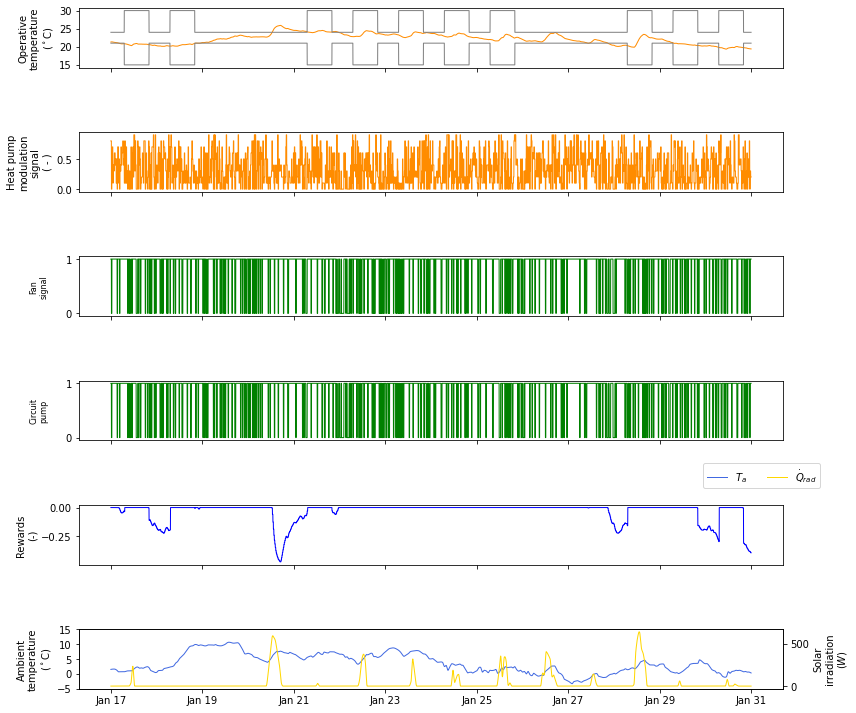 Operative
temperature
(°C)
30
25
20
15
Heat pump
modulation
signal
( - )
0.5
0.0
Fan
signal
1
0
Circuit
pump
1
0
T_a
Q̇_rad
Rewards
(-)
0.00
−0.25
Ambient
temperature
(°C)
15
10
5
0
−5
500
0
Solar
irradiation
(W)
Jan 17 Jan 19 Jan 21 Jan 23 Jan 25 Jan 27 Jan 29 Jan 31